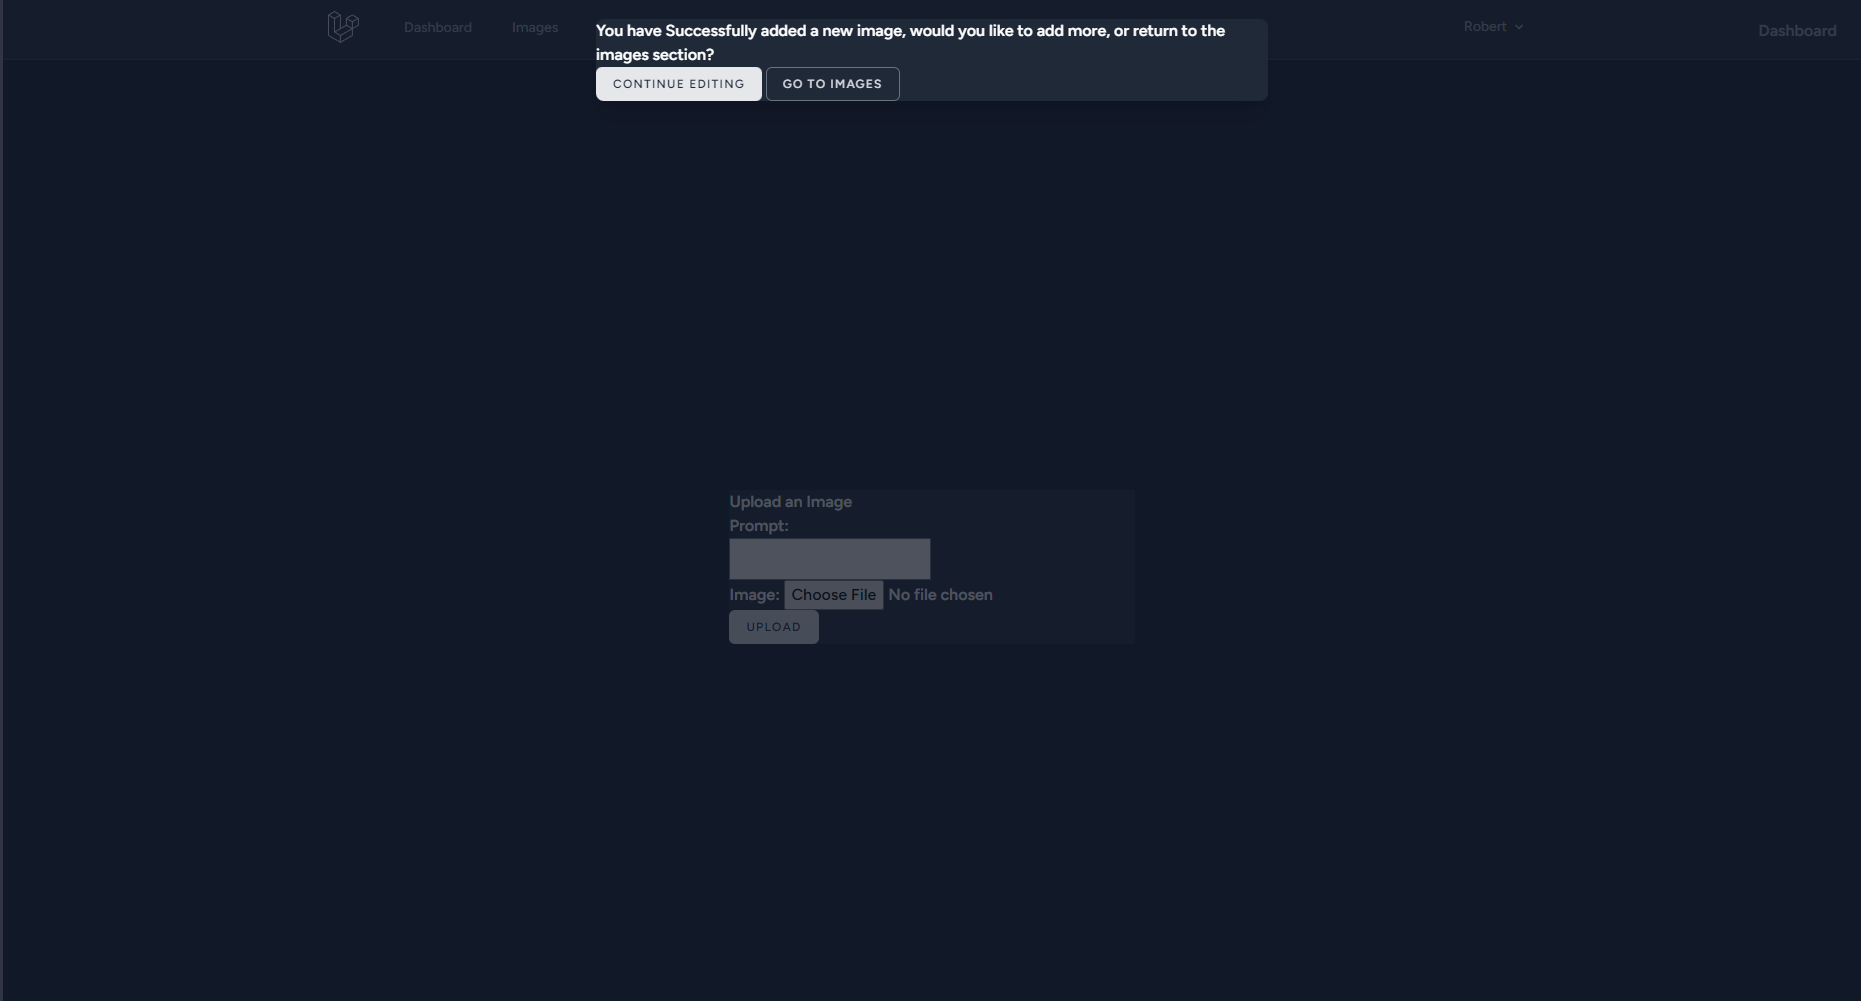 Dashboard
Images
Robert
Dashboard
You have Successfully added a new image, would you like to add more, or return to the
images section?
CONTINUE EDITING
GO TO IMAGES
Upload an Image
Prompt:
Image: Choose File No file chosen
UPLOAD